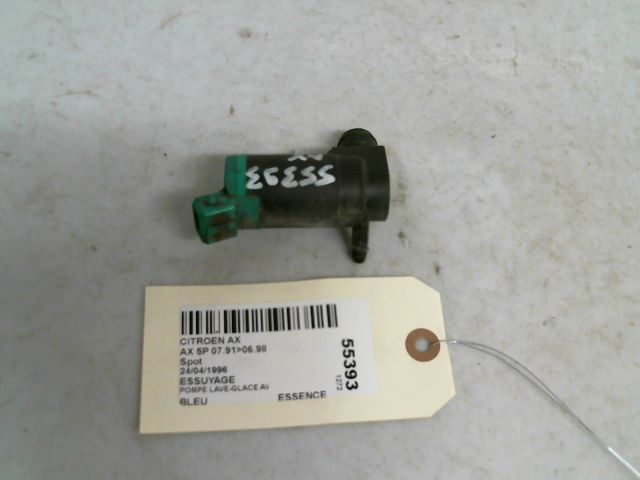 AX
55393
CITROEN AX
AX 5P 07.91>06.98
Spot
24/04/1996
ESSUYAGE
POMPE LAVE-GLACE AV
BLEU ESSENCE
55393
1272